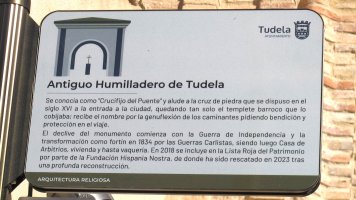 Tudela
AYUNTAMIENTO
Antiguo Humilladero de Tudela
Se conocía como "Crucifijo del Puente" y alude a la cruz de piedra que se dispuso en el
siglo XVI a la entrada a la ciudad, quedando tan solo el templete barroco que lo
cobijaba; recibe el nombre por la genuflexión de los caminantes pidiendo bendición y
protección en el viaje.
El declive del monumento comienza con la Guerra de Independencia y la
transformación como fortín en 1834 por las Guerras Carlistas, siendo luego Casa de
Arbitrios, vivienda y hasta vaquería. En 2018 se incluye en la Lista Roja del Patrimonio
por parte de la Fundación Hispania Nostra, de donde ha sido rescatado en 2023 tras
una profunda reconstrucción.
ARQUITECTURA RELIGIOSA